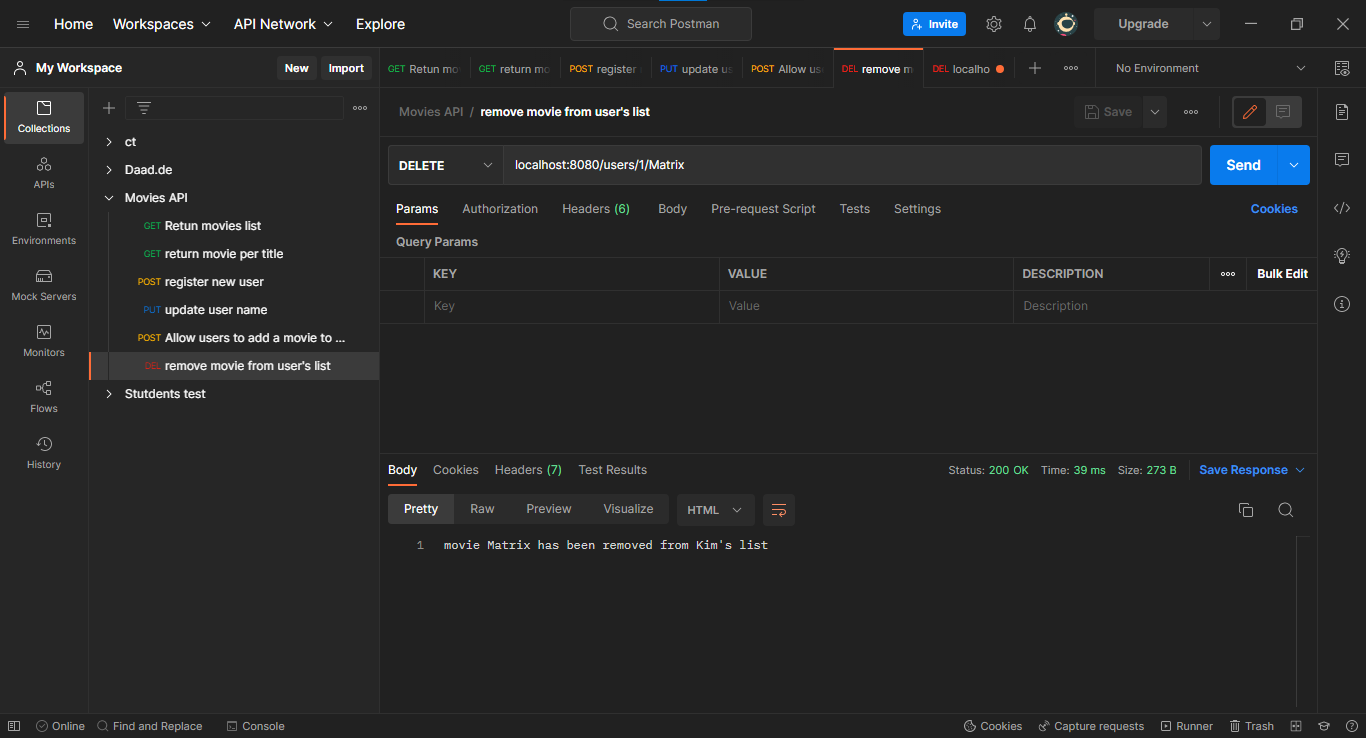 Home Workspaces API Network Explore Search Postman Invite Upgrade
My Workspace New Import GET Retun mo GET return mo POST register PUT update us POST Allow us DEL remove m DEL localho No Environment
Movies API / remove movie from user's list Save
Collections
APIs
Environments
Mock Servers
Monitors
Flows
History
ct
Daad.de
Movies API
GET Retun movies list
GET return movie per title
POST register new user
PUT update user name
POST Allow users to add a movie to ...
DEL remove movie from user's list
Stutdents test
DELETE localhost:8080/users/1/Matrix Send
Params Authorization Headers (6) Body Pre-request Script Tests Settings Cookies
Query Params
KEY VALUE DESCRIPTION Bulk Edit
Key Value Description
Body Cookies Headers (7) Test Results Status: 200 OK Time: 39 ms Size: 273 B Save Response
Pretty Raw Preview Visualize HTML
1 movie Matrix has been removed from Kim's list
Online Find and Replace Console Cookies Capture requests Runner Trash